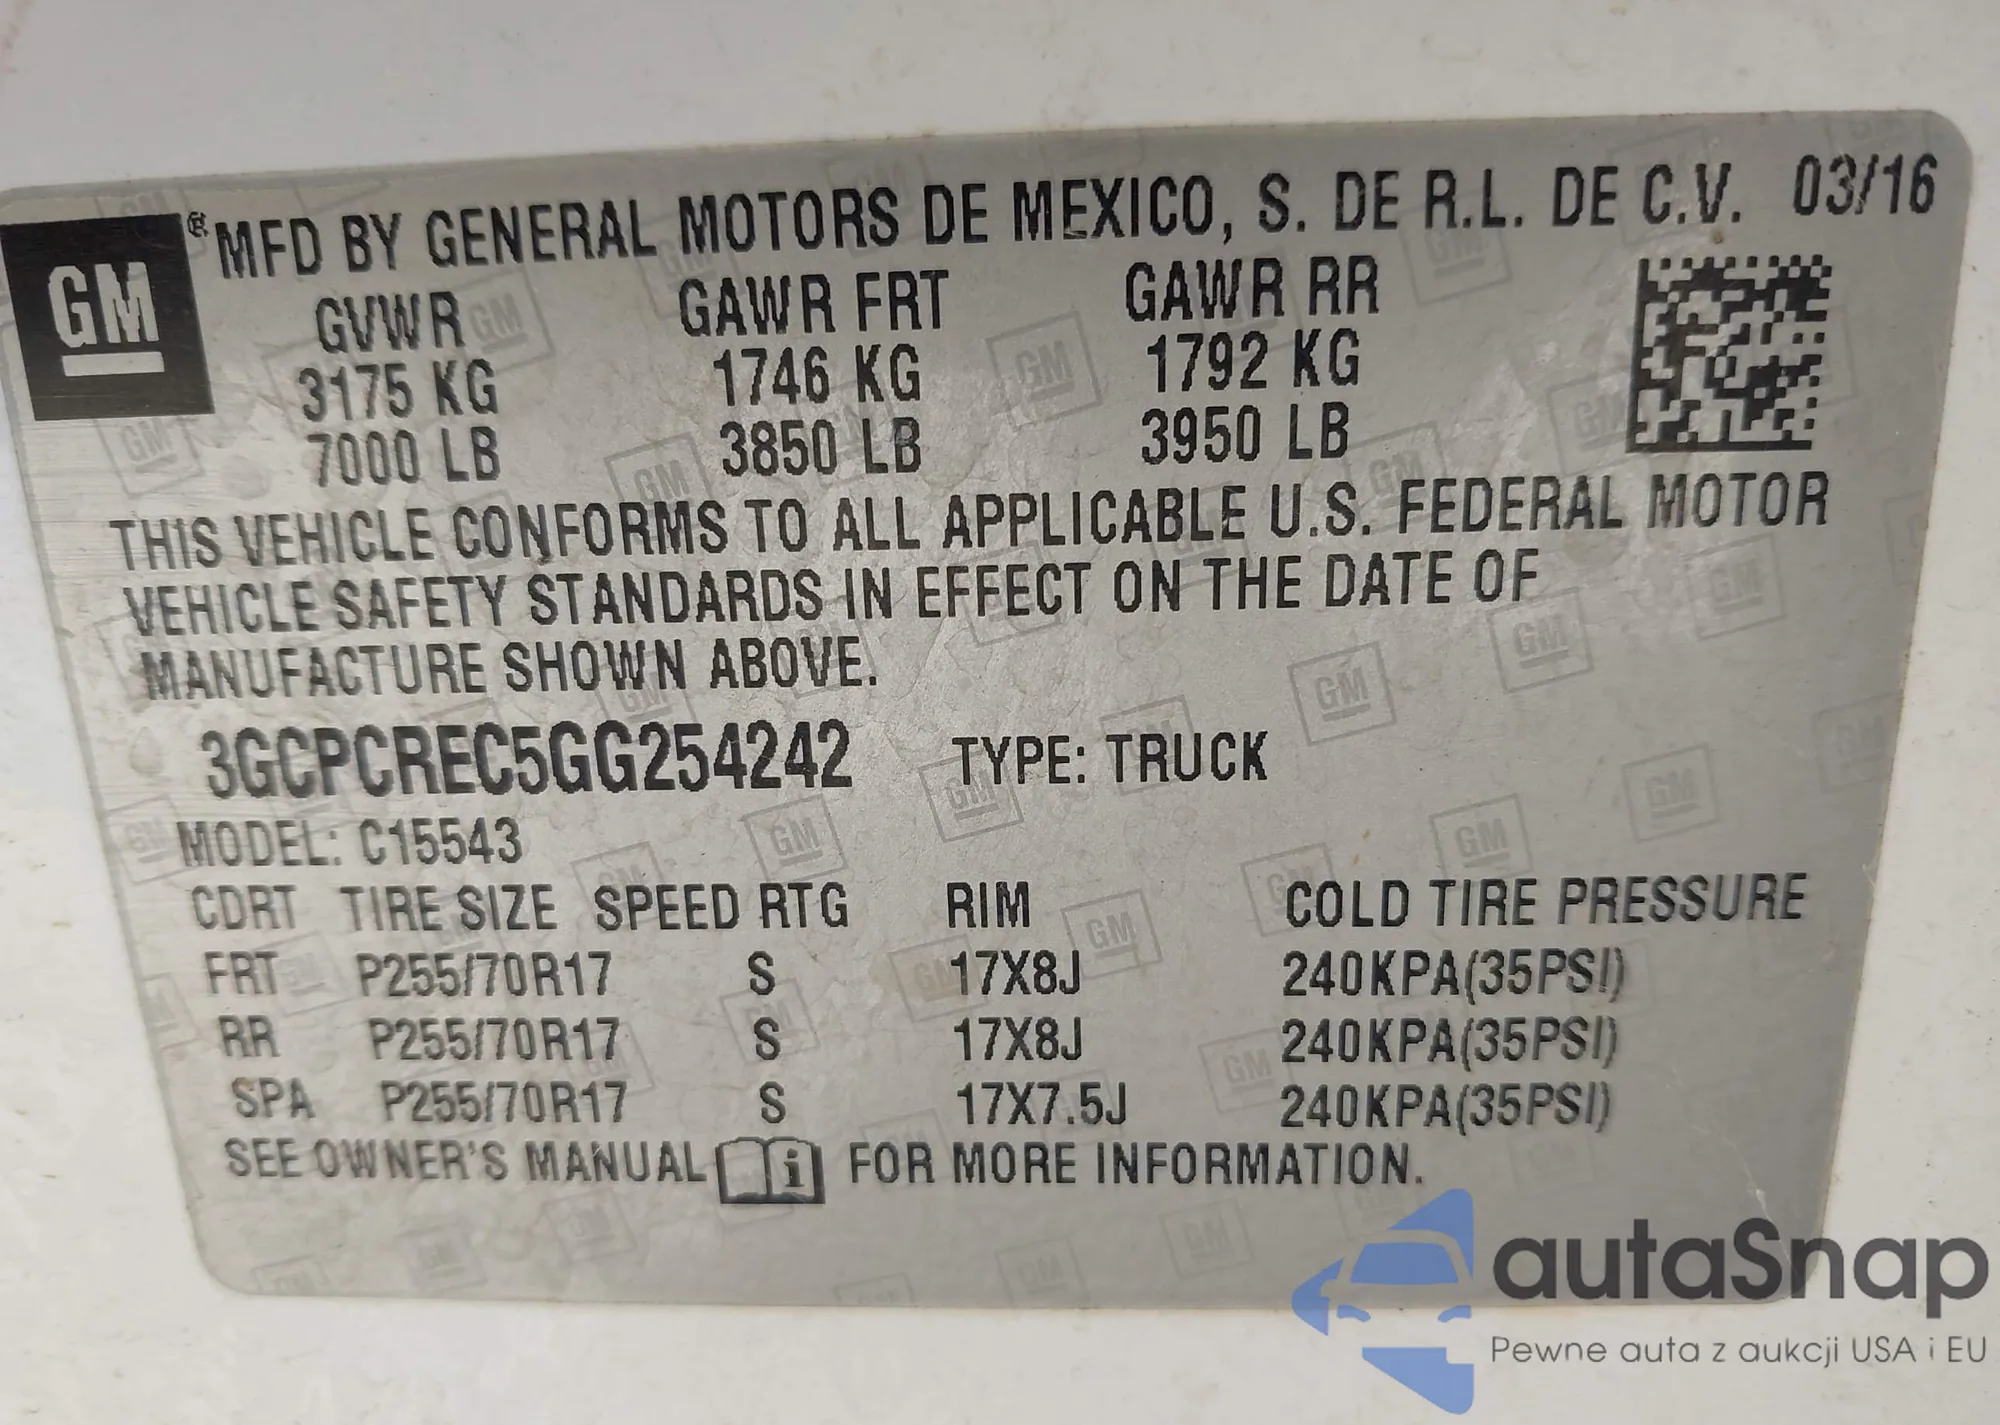 GM
® MFD BY GENERAL MOTORS DE MEXICO, S. DE R.L. DE C.V. 03/16
GVWR GAWR FRT GAWR RR
3175 KG 1746 KG 1792 KG
7000 LB 3850 LB 3950 LB
THIS VEHICLE CONFORMS TO ALL APPLICABLE U.S. FEDERAL MOTOR
VEHICLE SAFETY STANDARDS IN EFFECT ON THE DATE OF
MANUFACTURE SHOWN ABOVE.
3GCPCREC5GG254242 TYPE: TRUCK
MODEL: C15543
CDRT TIRE SIZE SPEED RTG RIM COLD TIRE PRESSURE
FRT P255/70R17 S 17X8J 240KPA(35PSI)
RR P255/70R17 S 17X8J 240KPA(35PSI)
SPA P255/70R17 S 17X7.5J 240KPA(35PSI)
SEE OWNER'S MANUAL i FOR MORE INFORMATION.
autaSnap
Pewne auta z aukcji USA i EU